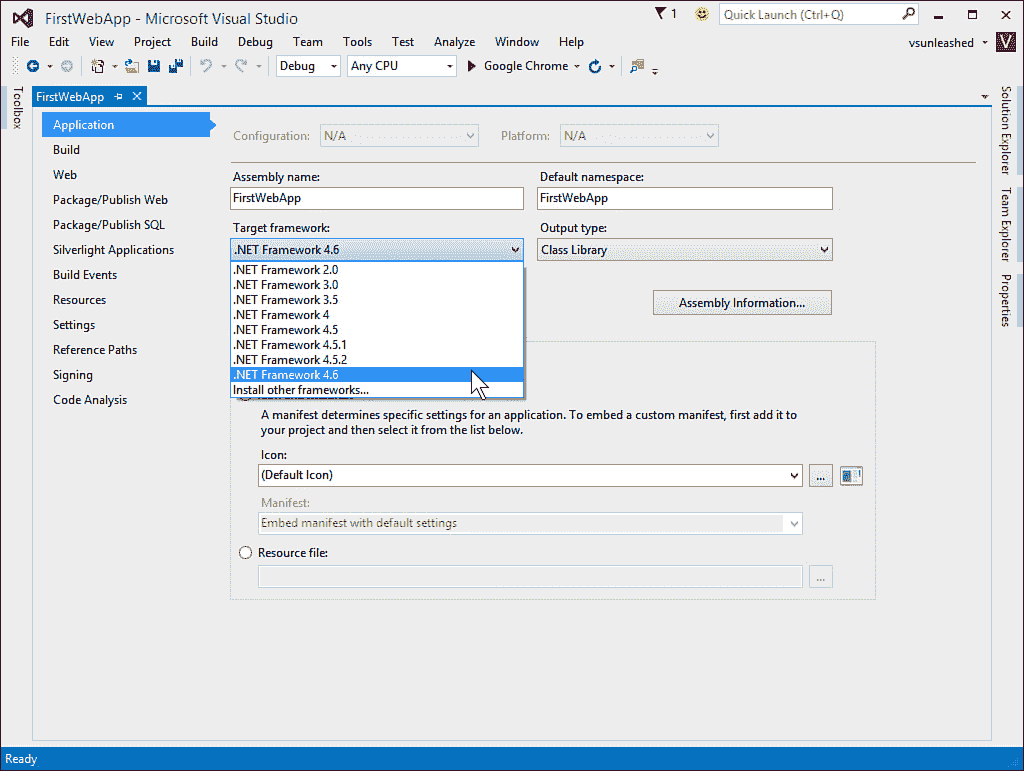 FirstWebApp - Microsoft Visual Studio
1
Quick Launch (Ctrl+Q)
File Edit View Project Build Debug Team Tools Test Analyze Window Help
vsunleashed
V
Debug
Any CPU
Google Chrome
Toolbox
FirstWebApp
Solution Explorer
Team Explorer
Properties
Application
Build
Web
Package/Publish Web
Package/Publish SQL
Silverlight Applications
Build Events
Resources
Settings
Reference Paths
Signing
Code Analysis
Configuration: N/A
Platform: N/A
Assembly name:
FirstWebApp
Default namespace:
FirstWebApp
Target framework:
.NET Framework 4.6
Output type:
Class Library
.NET Framework 2.0
.NET Framework 3.0
.NET Framework 3.5
.NET Framework 4
.NET Framework 4.5
.NET Framework 4.5.1
.NET Framework 4.5.2
.NET Framework 4.6
Install other frameworks...
Assembly Information...
A manifest determines specific settings for an application. To embed a custom manifest, first add it to
your project and then select it from the list below.
Icon:
(Default Icon)
...
Manifest:
Embed manifest with default settings
Resource file:
...
Ready